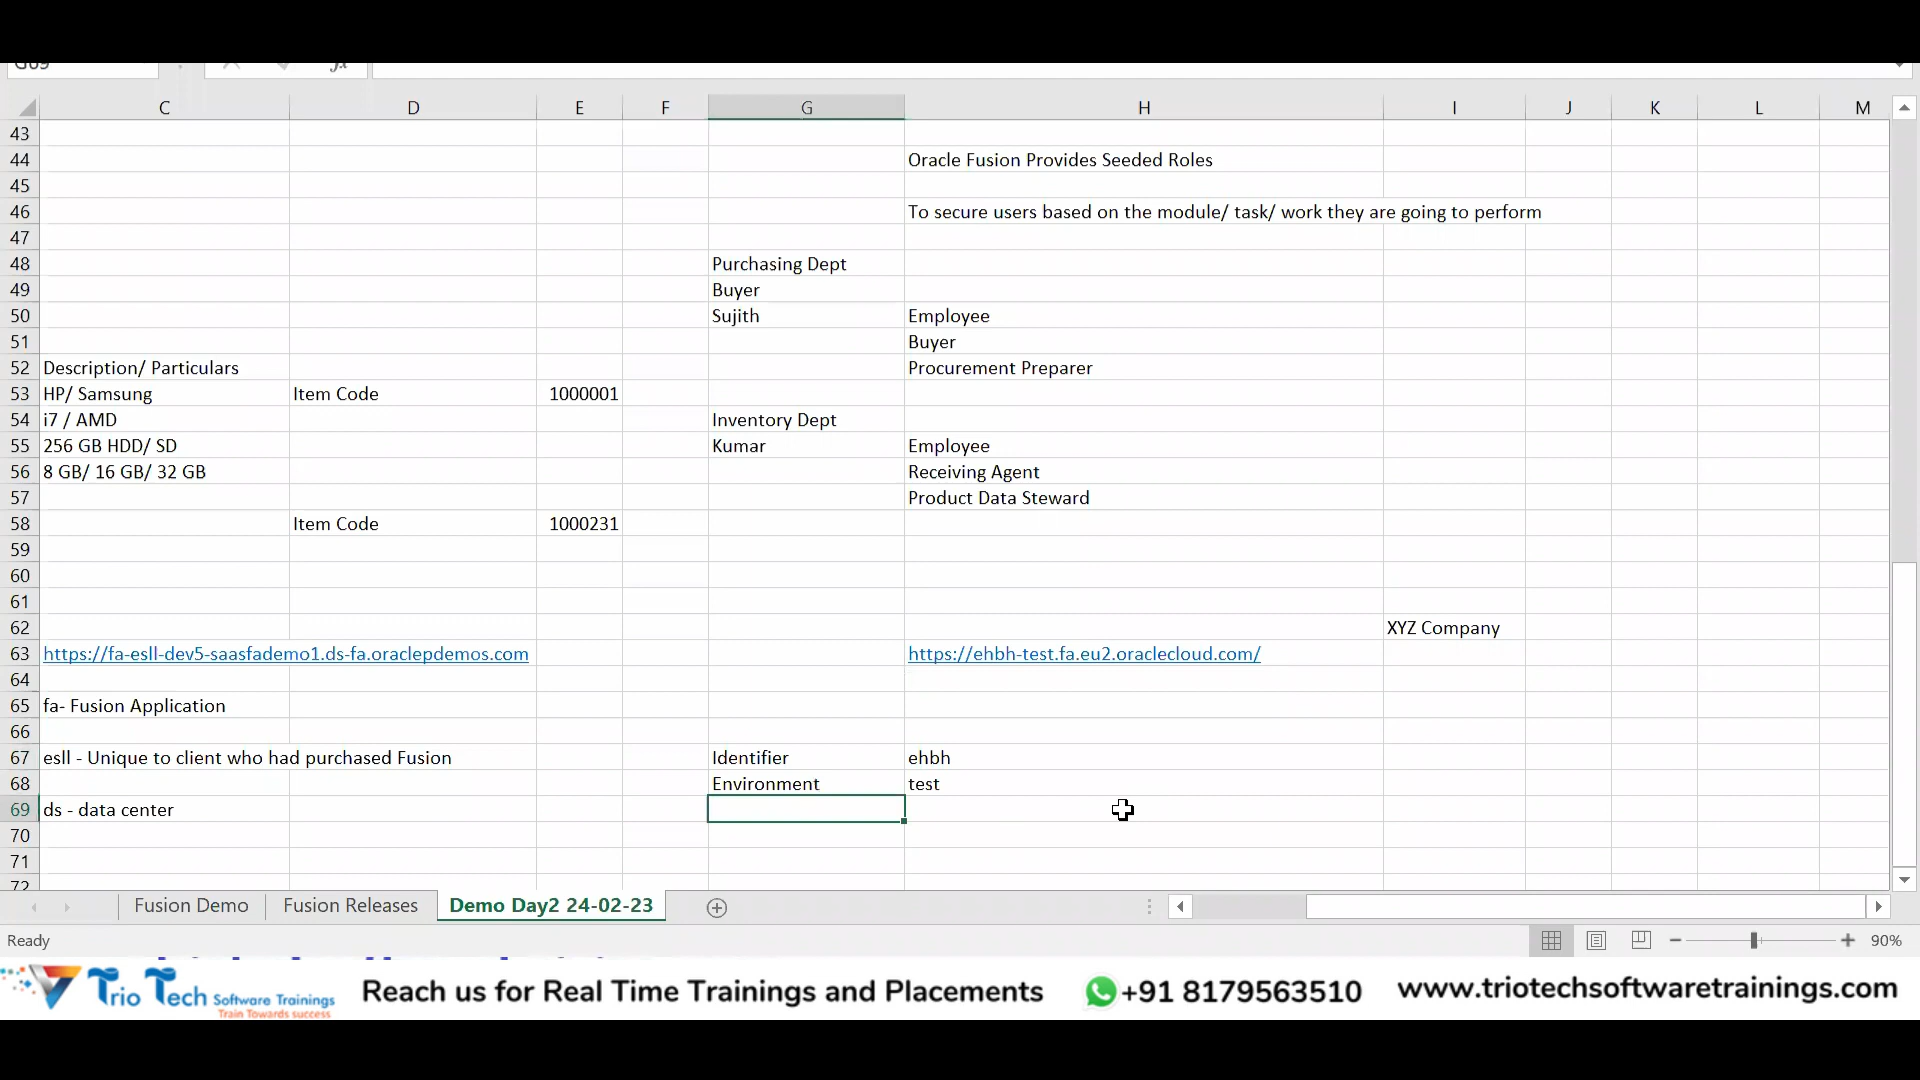 G69 fx
C D E F G H I J K L M
43
44 Oracle Fusion Provides Seeded Roles
45
46 To secure users based on the module/ task/ work they are going to perform
47
48 Purchasing Dept
49 Buyer
50 Sujith Employee
51 Buyer
52 Description/ Particulars Procurement Preparer
53 HP/ Samsung Item Code 1000001
54 i7 / AMD Inventory Dept
55 256 GB HDD/ SD Kumar Employee
56 8 GB/ 16 GB/ 32 GB Receiving Agent
57 Product Data Steward
58 Item Code 1000231
59
60
61
62 XYZ Company
63 https://fa-esll-dev5-saasfademo1.ds-fa.oraclepdemos.com https://ehbh-test.fa.eu2.oraclecloud.com/
64
65 fa- Fusion Application
66
67 esll - Unique to client who had purchased Fusion Identifier ehbh
68 Environment test
69 ds - data center
70
71
72
Fusion Demo Fusion Releases Demo Day2 24-02-23
Ready 90%
Trio Tech Software Trainings
Train Towards success
Reach us for Real Time Trainings and Placements +91 8179563510 www.triotechsoftwaretrainings.com